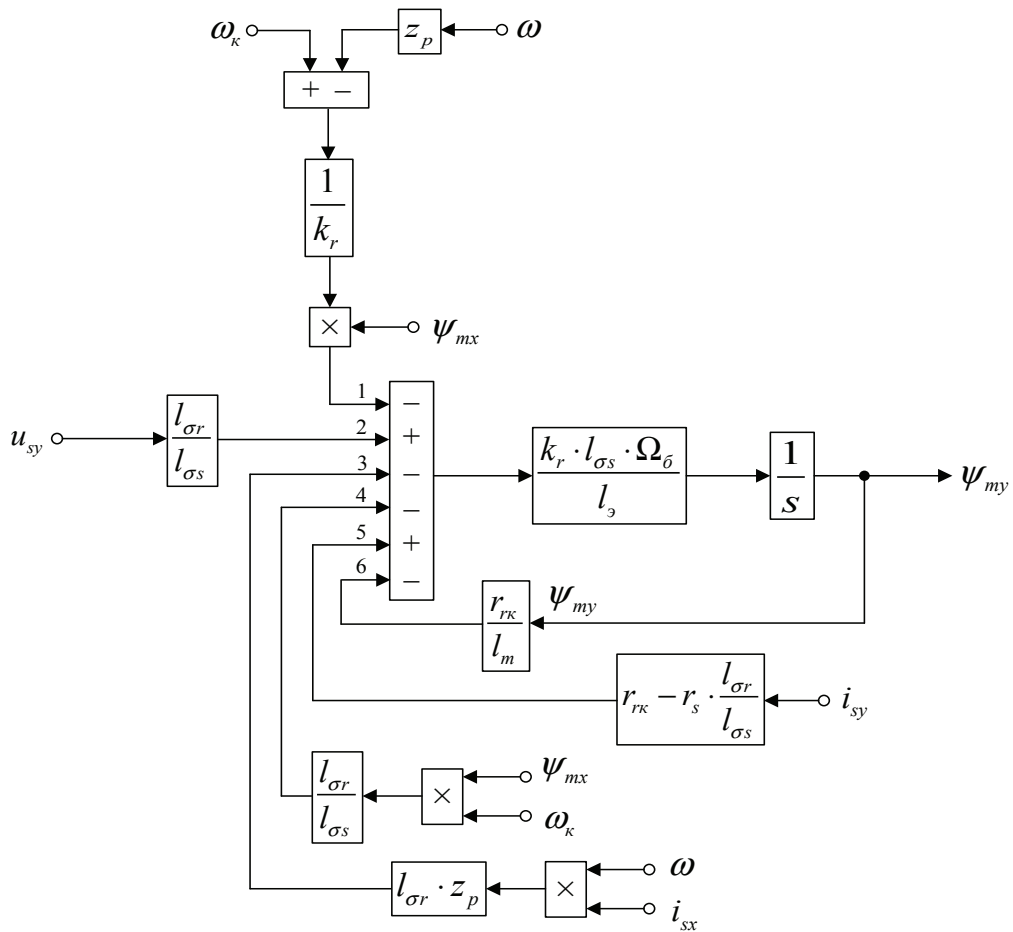 ω_к z_p ω
+ −
1/k_r
× ψ_mx
1 −
u_sy l_σr/l_σs 2 +
3 −
4 −
5 +
6 −
k_r · l_σs · Ω_б / l_э
1/s
ψ_my
r_rк/l_m ψ_my
r_rк − r_s · l_σr/l_σs i_sy
l_σr/l_σs × ψ_mx
ω_к
l_σr · z_p × ω
i_sx